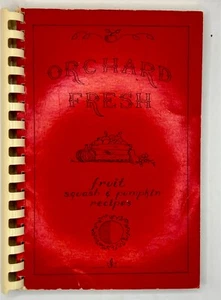 ORCHARD
FRESH
fruit
squash & pumpkin
recipes